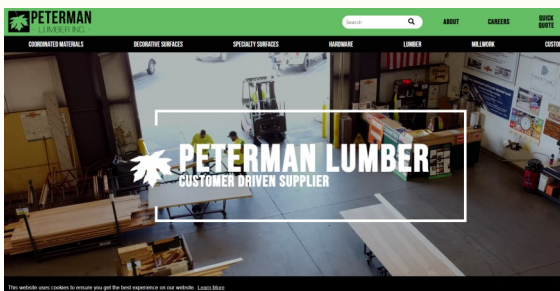 PETERMAN
LUMBER INC.
Search
ABOUT
CAREERS
QUICK
QUOTE
COORDINATED MATERIALS
DECORATIVE SURFACES
SPECIALTY SURFACES
HARDWARE
LUMBER
MILLWORK
CUSTO
PETERMAN LUMBER
CUSTOMER DRIVEN SUPPLIER
This website uses cookies to ensure you get the best experience on our website. Learn More